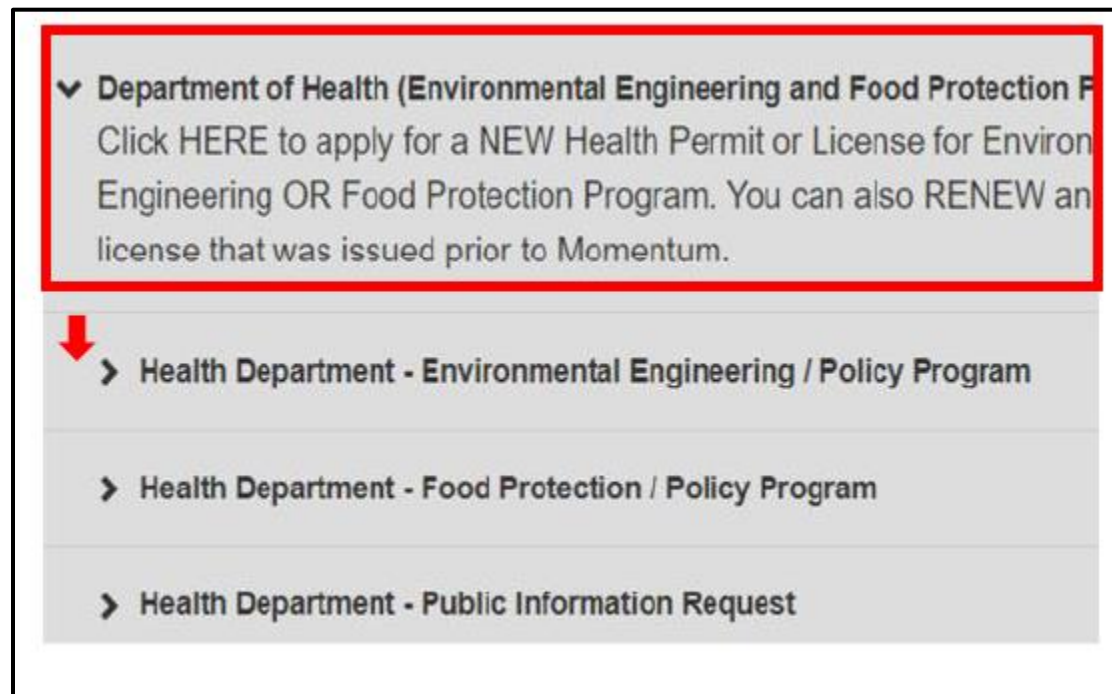 Department of Health (Environmental Engineering and Food Protection
Click HERE to apply for a NEW Health Permit or License for Environ
Engineering OR Food Protection Program. You can also RENEW an
license that was issued prior to Momentum.
Health Department - Environmental Engineering / Policy Program
Health Department - Food Protection / Policy Program
Health Department - Public Information Request